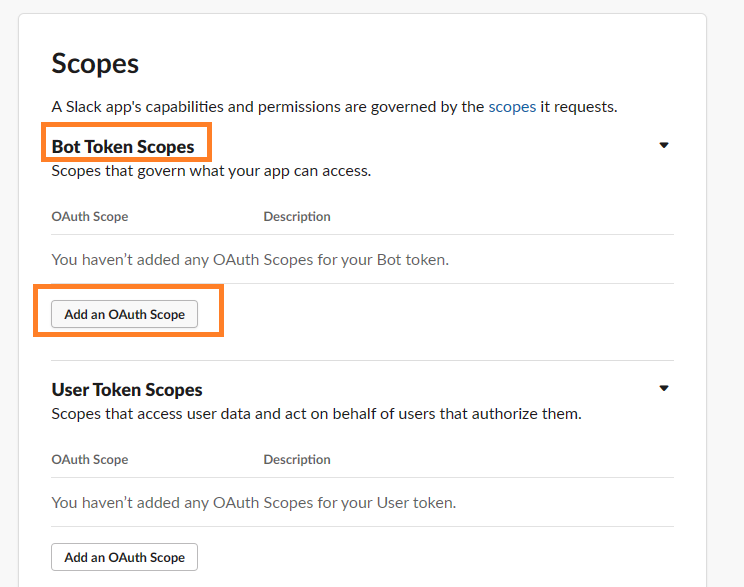 Scopes
A Slack app's capabilities and permissions are governed by the scopes it requests.
Bot Token Scopes
Scopes that govern what your app can access.
OAuth Scope Description
You haven’t added any OAuth Scopes for your Bot token.
Add an OAuth Scope
User Token Scopes
Scopes that access user data and act on behalf of users that authorize them.
OAuth Scope Description
You haven’t added any OAuth Scopes for your User token.
Add an OAuth Scope